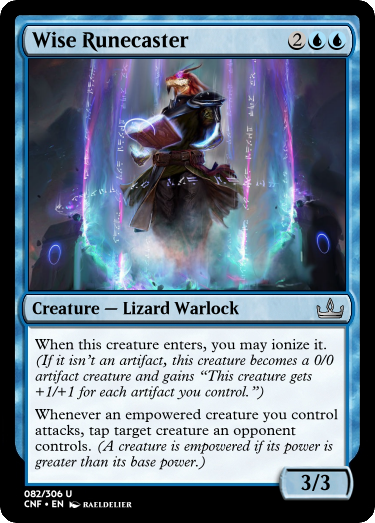 Wise Runecaster 2
Creature — Lizard Warlock
When this creature enters, you may ionize it.
(If it isn't an artifact, this creature becomes a 0/0
artifact creature and gains “This creature gets
+1/+1 for each artifact you control.”)
Whenever an empowered creature you control
attacks, tap target creature an opponent
controls. (A creature is empowered if its power is
greater than its base power.)
3/3
082/306 U
CNF • EN RAELDELIER